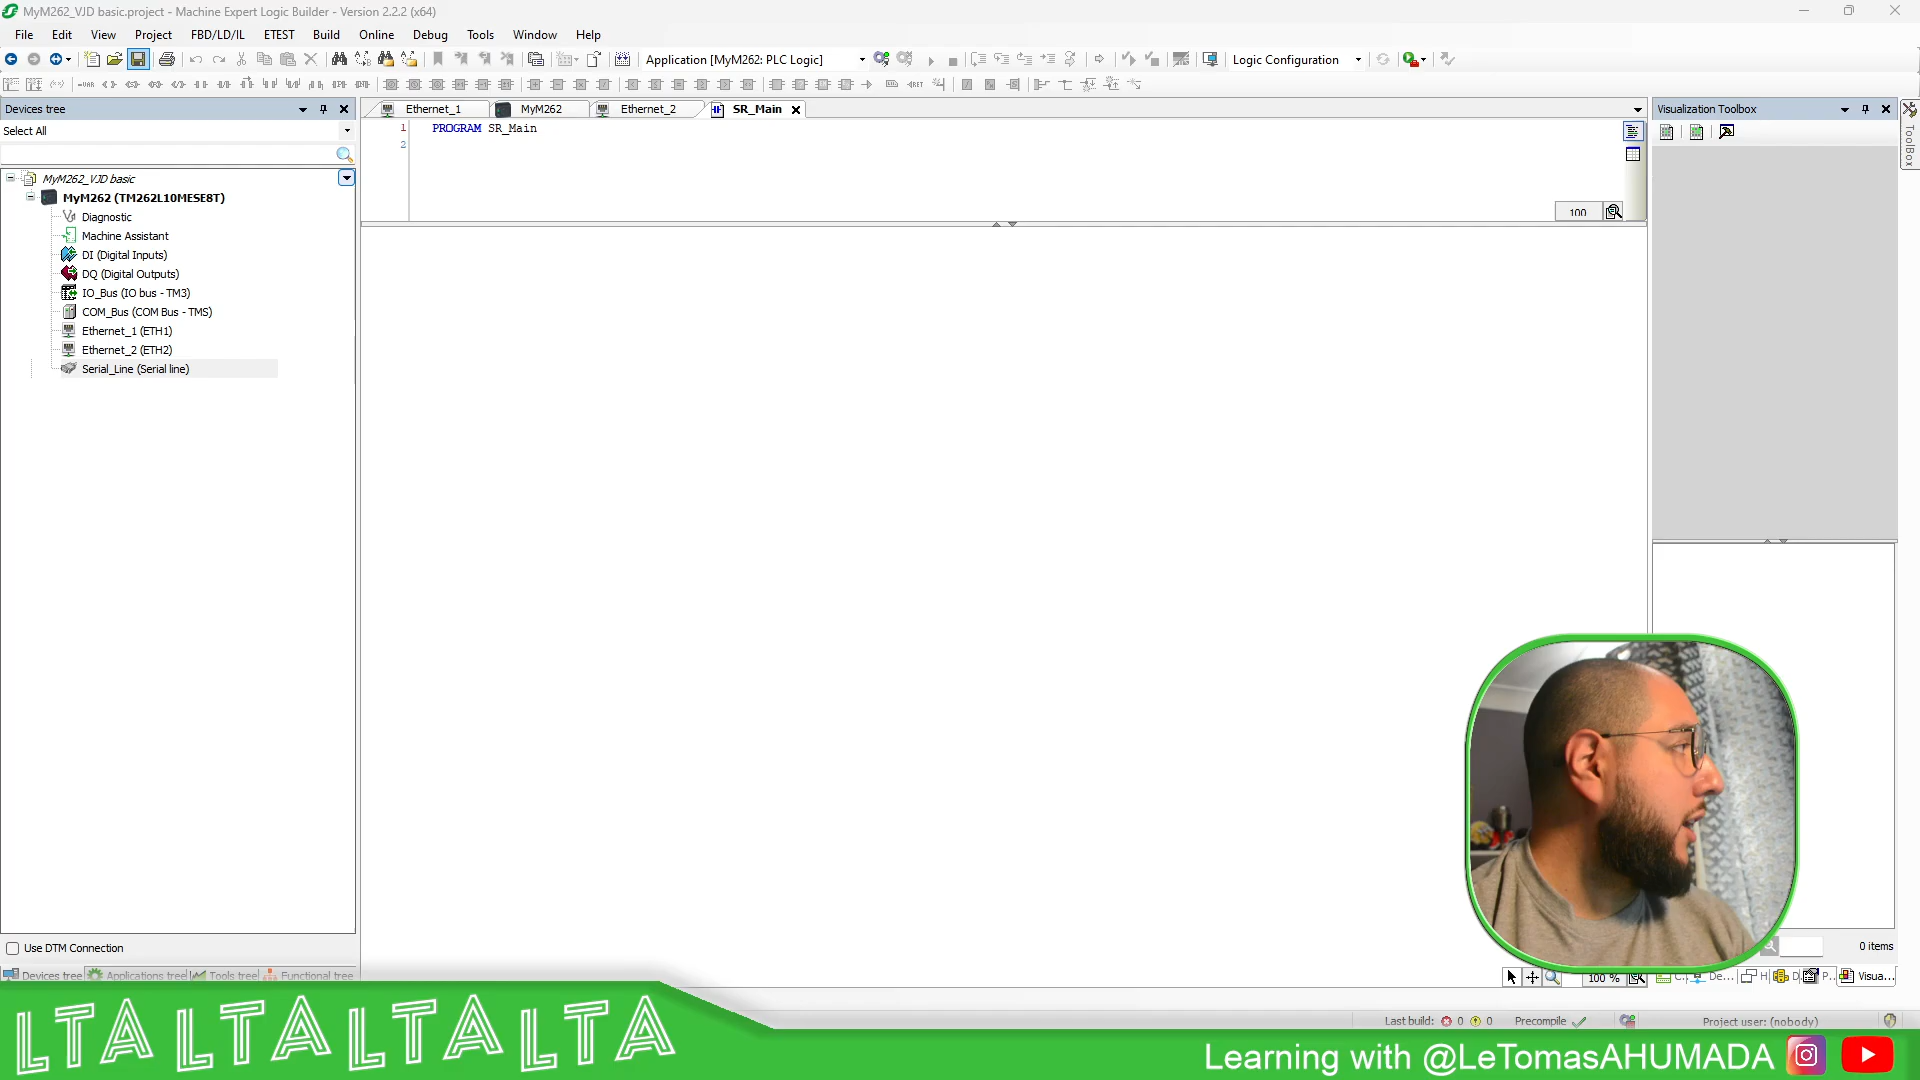 MyM262_VJD basic.project - Machine Expert Logic Builder - Version 2.2.2 (x64)
File Edit View Project FBD/LD/IL ETEST Build Online Debug Tools Window Help
Application [MyM262: PLC Logic]
Logic Configuration
Devices tree
Ethernet_1
MyM262
Ethernet_2
SR_Main
Visualization Toolbox
ToolBox
Select All
1 PROGRAM SR_Main
2
100
MyM262_VJD basic
MyM262 (TM262L10MESE8T)
Diagnostic
Machine Assistant
DI (Digital Inputs)
DQ (Digital Outputs)
IO_Bus (IO bus - TM3)
COM_Bus (COM Bus - TMS)
Ethernet_1 (ETH1)
Ethernet_2 (ETH2)
Serial_Line (Serial line)
Use DTM Connection
0 items
Devices tree Applications tree Tools tree Functional tree
100 %
De...
H
P...
Visua...
Last build: 0 0 Precompile
Project user: (nobody)
LTALTALTALTA
Learning with @LeTomasAHUMADA